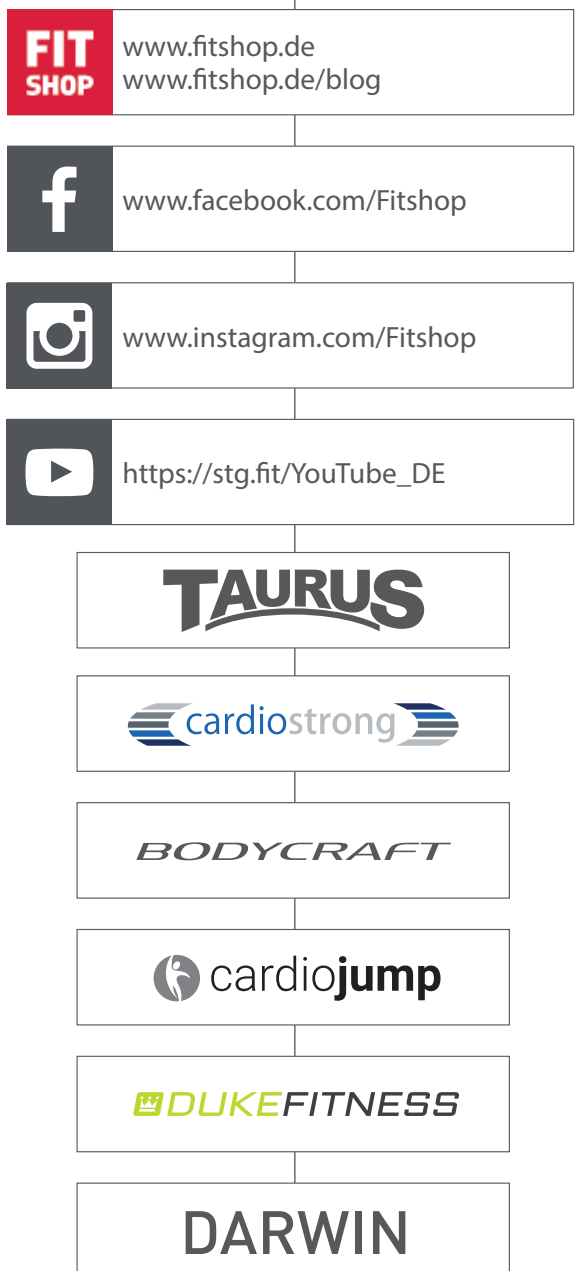 FIT
SHOP
www.fitshop.de
www.fitshop.de/blog
www.facebook.com/Fitshop
www.instagram.com/Fitshop
https://stg.fit/YouTube_DE
TAURUS
cardiostrong
BODYCRAFT
cardiojump
DUKEFITNESS
DARWIN